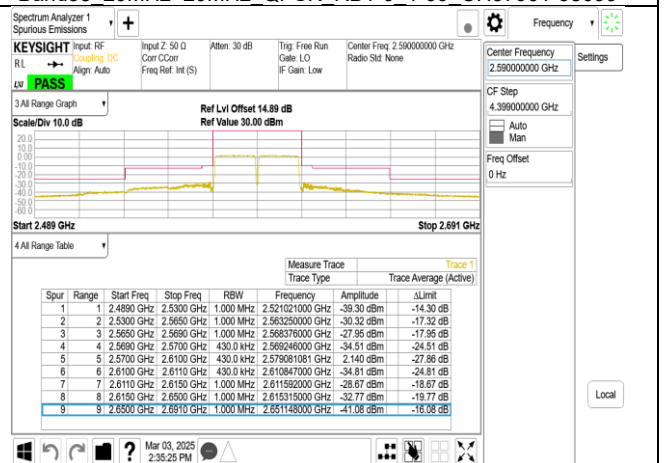 Spectrum Analyzer 1
Spurious Emissions
Frequency
KEYSIGHT
Input: RF
Input Z: 50 Ω
Atten: 30 dB
Trig: Free Run
Center Freq: 2.590000000 GHz
RL
Coupling: DC
Corr CCorr
Gate: LO
Radio Std: None
Align: Auto
Freq Ref: Int (S)
IF Gain: Low
LXI
PASS
Center Frequency
2.590000000 GHz
Settings
CF Step
4.399000000 GHz
Auto
Man
Freq Offset
0 Hz
3 All Range Graph
Ref Lvl Offset 14.89 dB
Scale/Div 10.0 dB
Ref Value 30.00 dBm
20.0
10.0
0.00
-10.0
-20.0
-30.0
-40.0
-50.0
-60.0
Start 2.489 GHz
Stop 2.691 GHz
4 All Range Table
Measure Trace
Trace 1
Trace Type
Trace Average (Active)
Spur Range Start Freq Stop Freq RBW Frequency Amplitude ΔLimit
1 1 2.4890 GHz 2.5300 GHz 1.000 MHz 2.521021000 GHz -39.30 dBm -14.30 dB
2 2 2.5300 GHz 2.5650 GHz 1.000 MHz 2.563250000 GHz -30.32 dBm -17.32 dB
3 3 2.5650 GHz 2.5690 GHz 1.000 MHz 2.568376000 GHz -27.95 dBm -17.95 dB
4 4 2.5690 GHz 2.5700 GHz 430.0 kHz 2.569246000 GHz -34.51 dBm -24.51 dB
5 5 2.5700 GHz 2.6100 GHz 430.0 kHz 2.579081081 GHz 2.140 dBm -27.86 dB
6 6 2.6100 GHz 2.6110 GHz 430.0 kHz 2.610847000 GHz -34.81 dBm -24.81 dB
7 7 2.6110 GHz 2.6150 GHz 1.000 MHz 2.611592000 GHz -28.67 dBm -18.67 dB
8 8 2.6150 GHz 2.6500 GHz 1.000 MHz 2.615315000 GHz -32.77 dBm -19.77 dB
9 9 2.6500 GHz 2.6910 GHz 1.000 MHz 2.651148000 GHz -41.08 dBm -16.08 dB
Local
Mar 03, 2025
2:35:25 PM